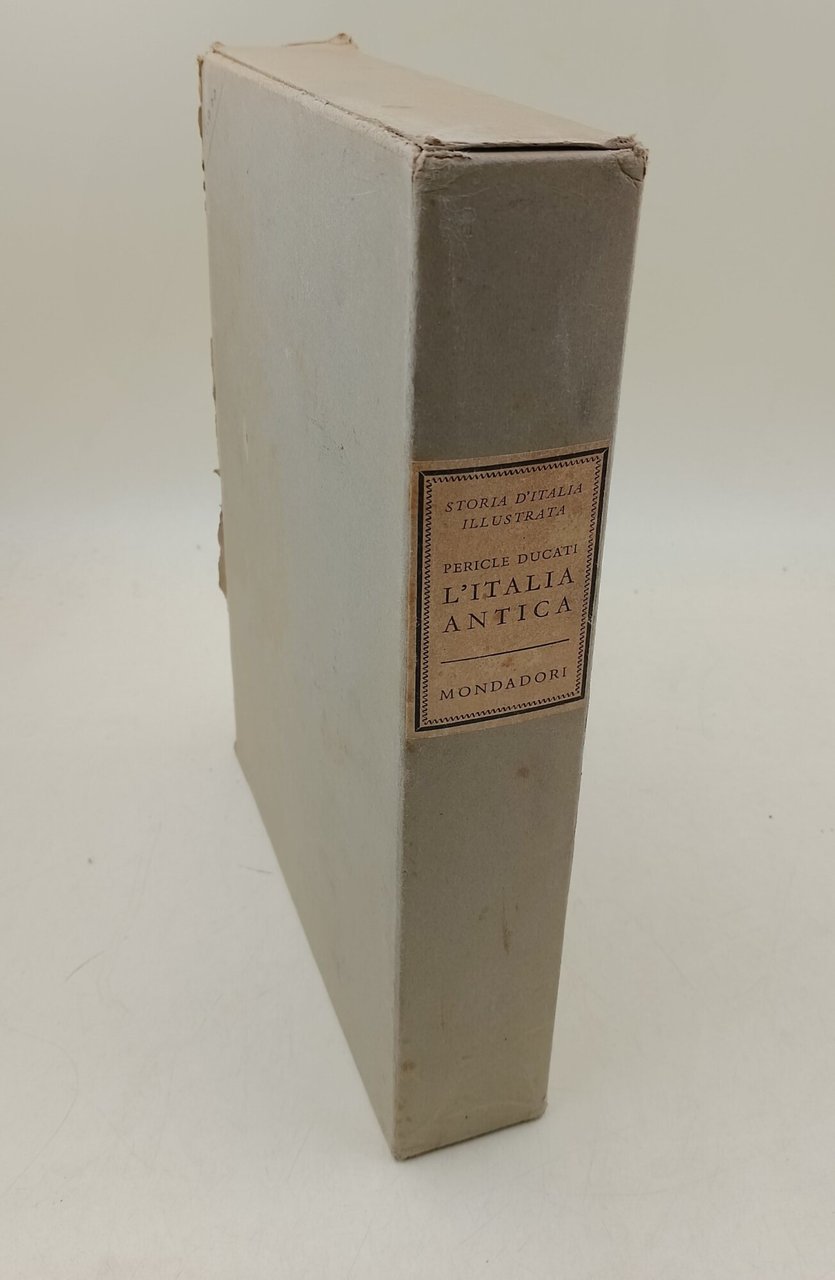 STORIA D'ITALIA
ILLUSTRATA
PERICLE DUCATI
L'ITALIA
ANTICA
MONDADORI